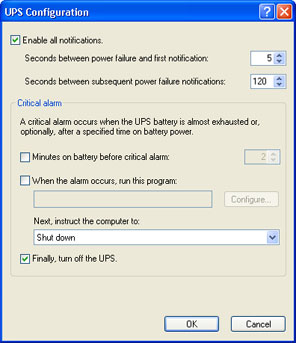 UPS Configuration
Enable all notifications.
Seconds between power failure and first notification: 5
Seconds between subsequent power failure notifications: 120
Critical alarm
A critical alarm occurs when the UPS battery is almost exhausted or,
optionally, after a specified time on battery power.
Minutes on battery before critical alarm: 2
When the alarm occurs, run this program:
Configure...
Next, instruct the computer to:
Shut down
Finally, turn off the UPS.
OK Cancel